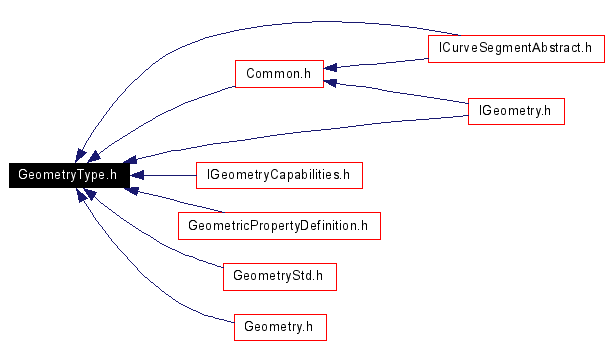 ICurveSegmentAbstract.h
Common.h
IGeometry.h
GeometryType.h
IGeometryCapabilities.h
GeometricPropertyDefinition.h
GeometryStd.h
Geometry.h